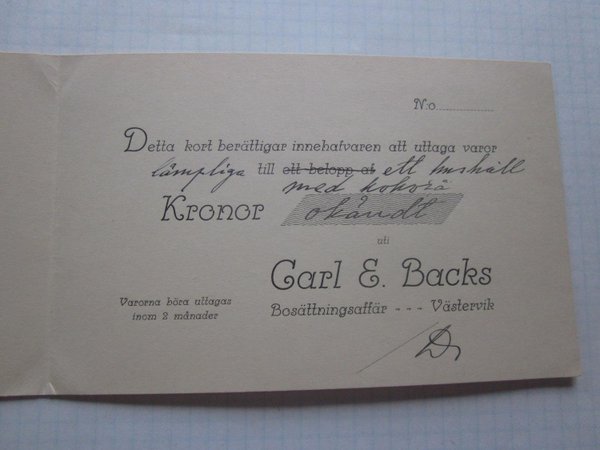 N:o
Detta kort berättigar innehafvaren att uttaga varor
lämpliga till ett belopp af ett hushåll
med kokorä
Kronor okändt
uti
Carl E. Backs
Varorna böra uttagas
inom 2 månader
Bosättningsaffär - - - Västervik